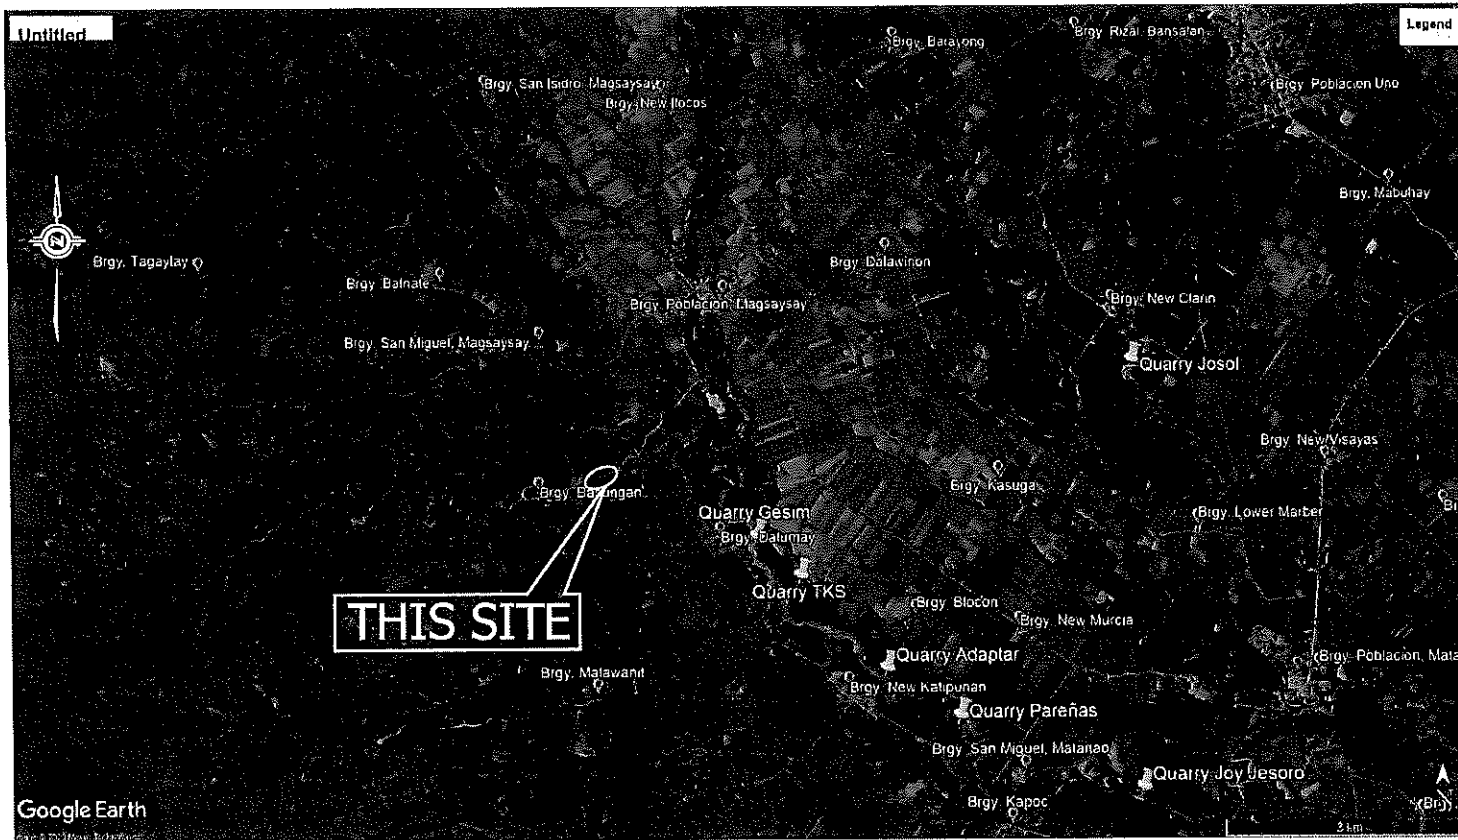 Untitled
Legend
Brgy. Barayong
Brgy. Rizal, Bansalan
Brgy. San Isidro, Magsaysay
Brgy. New Ilocos
Brgy. Poblacion Uno
Brgy. Mabuhay
N
Brgy. Tagaylay
Brgy. Balnate
Brgy. Dalawinon
Brgy. Poblacion, Magsaysay
Brgy. New Clarin
Brgy. San Miguel, Magsaysay
Quarry Josol
Brgy. New Visayas
Brgy. Kasuga
Brgy.
Quarry Gesim
Brgy. Lower Marber
Brgy. Dalumay
Quarry TKS
Brgy. Blocon
Brgy. New Murcia
THIS SITE
Quarry Adaptar
Brgy. Poblacion, Mata
Brgy. Malawanit
Brgy. New Katipunan
Quarry Pareñas
Brgy. San Miguel, Matanao
Quarry Joy Jesoro
Brgy. Kapoc
Google Earth
3 km